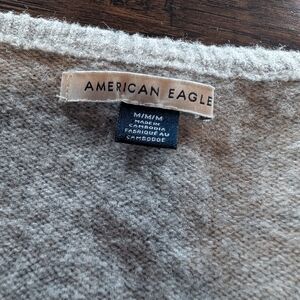 AMERICAN EAGLE
M/M/M
MADE IN
CAMBODIA
FABRIQUÉ AU
CAMBODGE